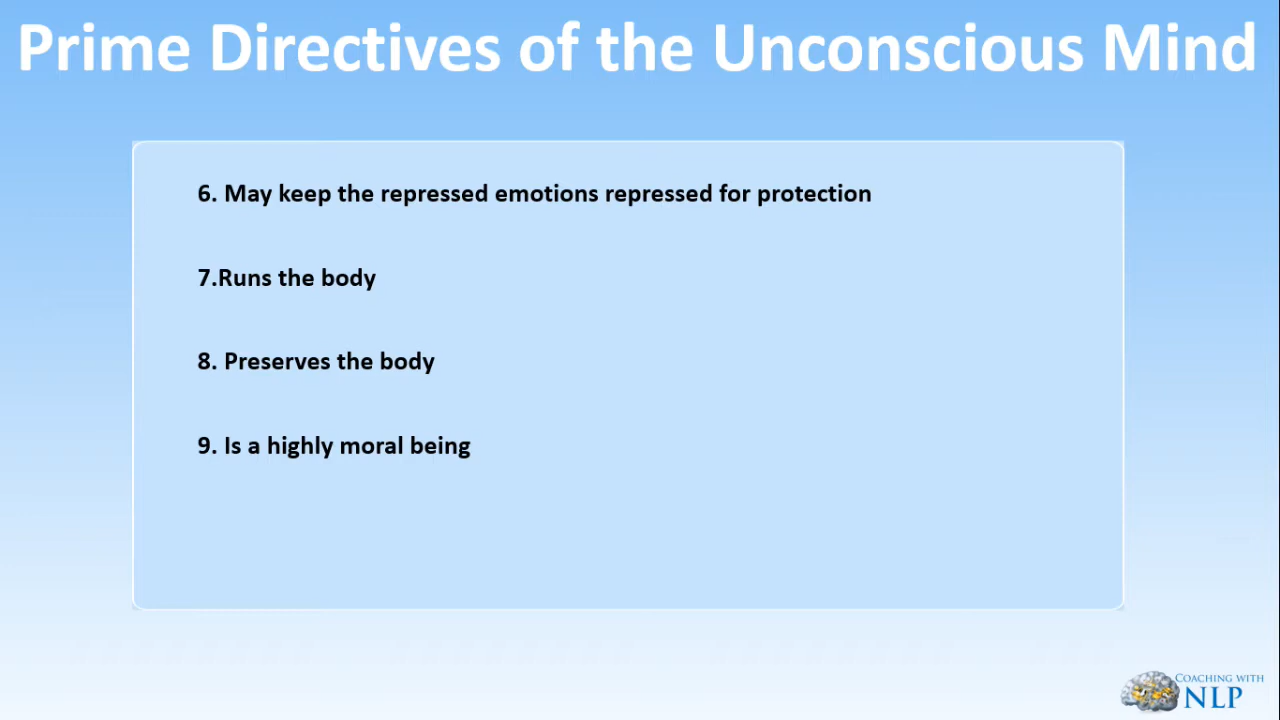 Prime Directives of the Unconscious Mind
6. May keep the repressed emotions repressed for protection
7.Runs the body
8. Preserves the body
9. Is a highly moral being
COACHING WITH
NLP